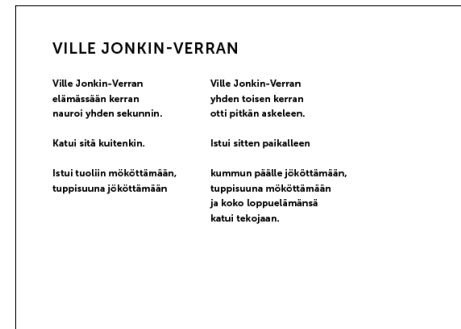 VILLE JONKIN-VERRAN
Ville Jonkin-Verran
elämässään kerran
nauroi yhden sekunnin.
Katui sitä kuitenkin.
Istui tuoliin mököttämään,
tuppisuuna jököttämään
Ville Jonkin-Verran
yhden toisen kerran
otti pitkän askeleen.
Istui sitten paikalleen
kummun päälle jököttämään,
tuppisuuna mököttämään
ja koko loppuelämänsä
katui tekojaan.